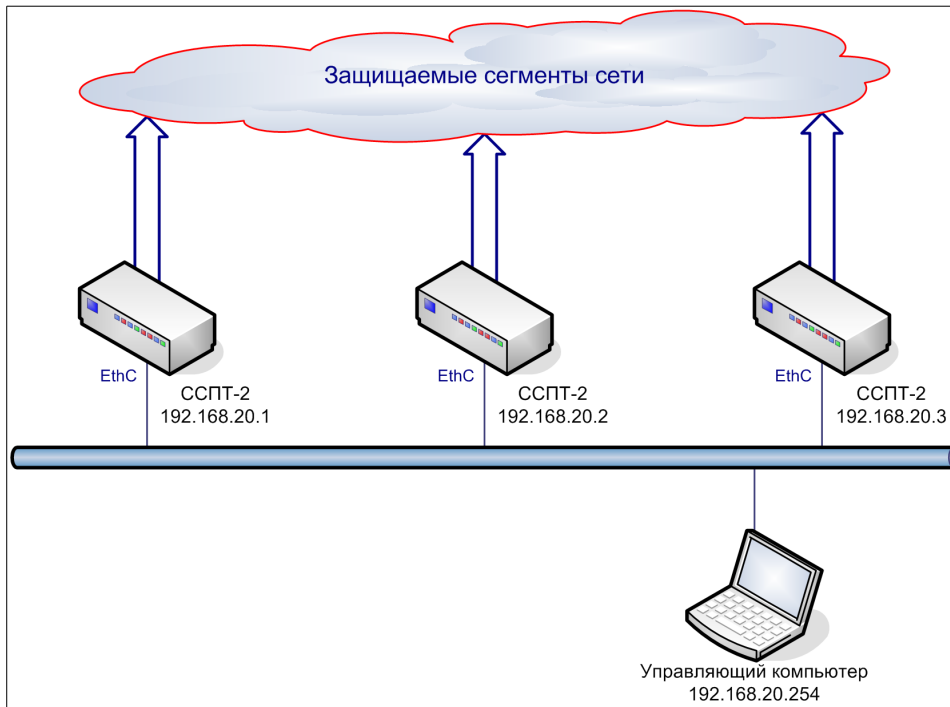 Защищаемые сегменты сети
EthC
ССПТ-2
192.168.20.1
EthC
ССПТ-2
192.168.20.2
EthC
ССПТ-2
192.168.20.3
Управляющий компьютер
192.168.20.254